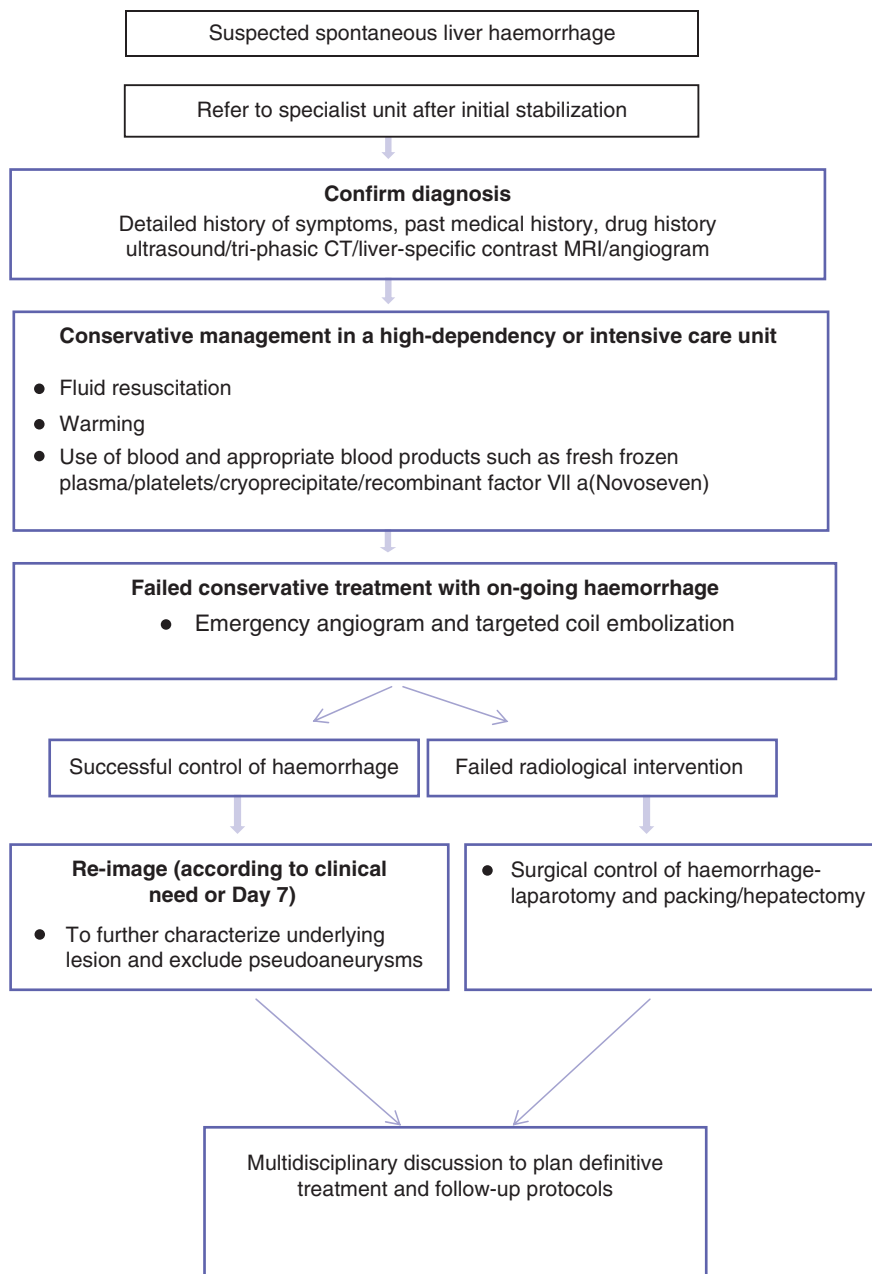 Suspected spontaneous liver haemorrhage
Refer to specialist unit after initial stabilization
Confirm diagnosis
Detailed history of symptoms, past medical history, drug history
ultrasound/tri-phasic CT/liver-specific contrast MRI/angiogram
Conservative management in a high-dependency or intensive care unit
● Fluid resuscitation
● Warming
● Use of blood and appropriate blood products such as fresh frozen
plasma/platelets/cryoprecipitate/recombinant factor VII a(Novoseven)
Failed conservative treatment with on-going haemorrhage
● Emergency angiogram and targeted coil embolization
Successful control of haemorrhage
Failed radiological intervention
Re-image (according to clinical
need or Day 7)
● To further characterize underlying
lesion and exclude pseudoaneurysms
● Surgical control of haemorrhage-
laparotomy and packing/hepatectomy
Multidisciplinary discussion to plan definitive
treatment and follow-up protocols